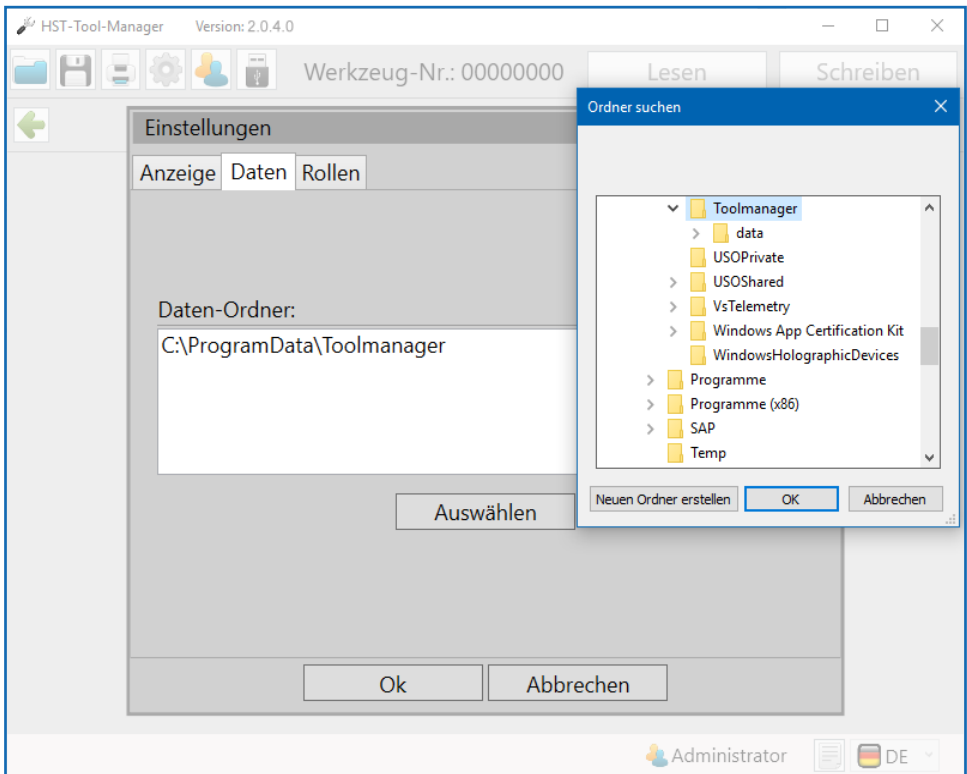 HST-Tool-Manager Version: 2.0.4.0
Werkzeug-Nr.: 00000000 Lesen Schreiben
Einstellungen
Anzeige Daten Rollen
Daten-Ordner:
C:\ProgramData\Toolmanager
Auswählen
Ok Abbrechen
Ordner suchen
Toolmanager
data
USOPrivate
USOShared
VsTelemetry
Windows App Certification Kit
WindowsHolographicDevices
Programme
Programme (x86)
SAP
Temp
Neuen Ordner erstellen OK Abbrechen
Administrator DE